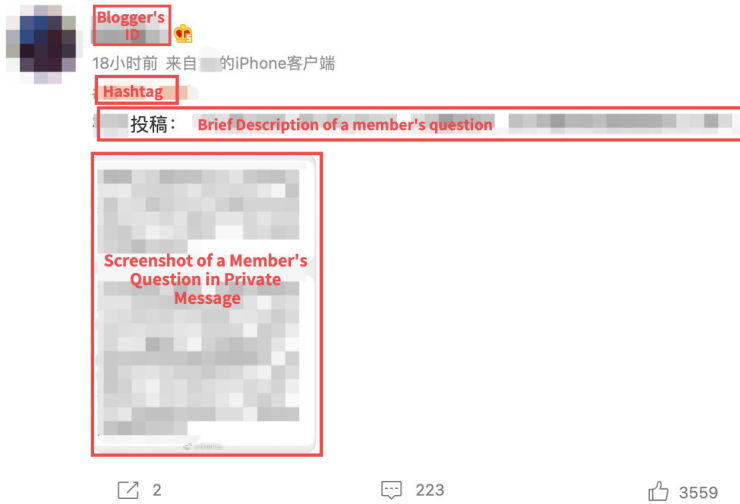 Blogger's
ID
18小时前 来自 的iPhone客户端
Hashtag
投稿： Brief Description of a member's question
Screenshot of a Member's
Question in Private
Message
2
223
3559